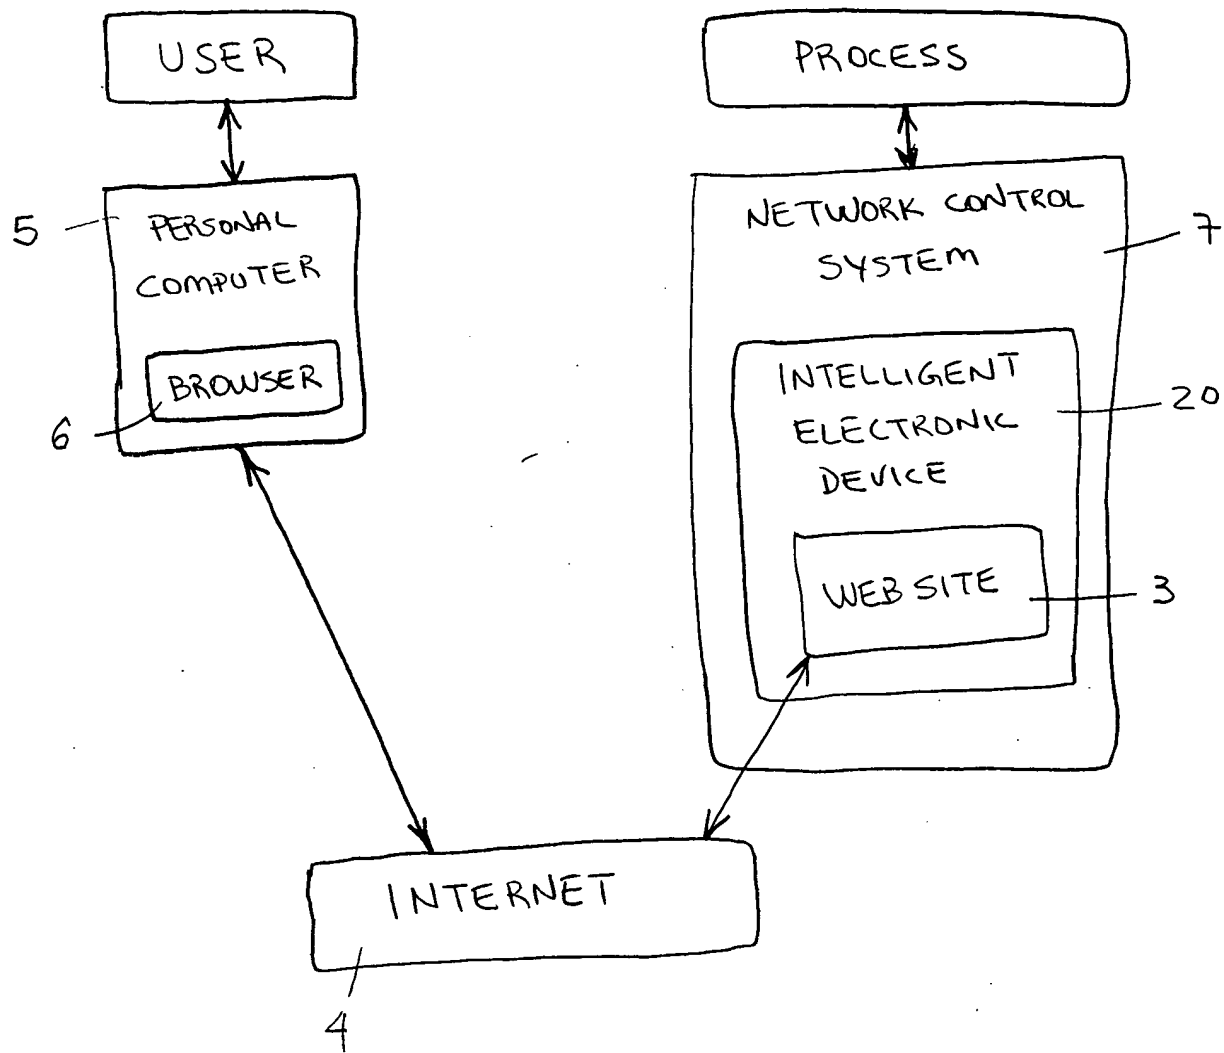 USER
PROCESS
5
PERSONAL
COMPUTER
BROWSER
6
NETWORK CONTROL
SYSTEM
7
INTELLIGENT
ELECTRONIC
DEVICE
20
WEB SITE
3
INTERNET
4